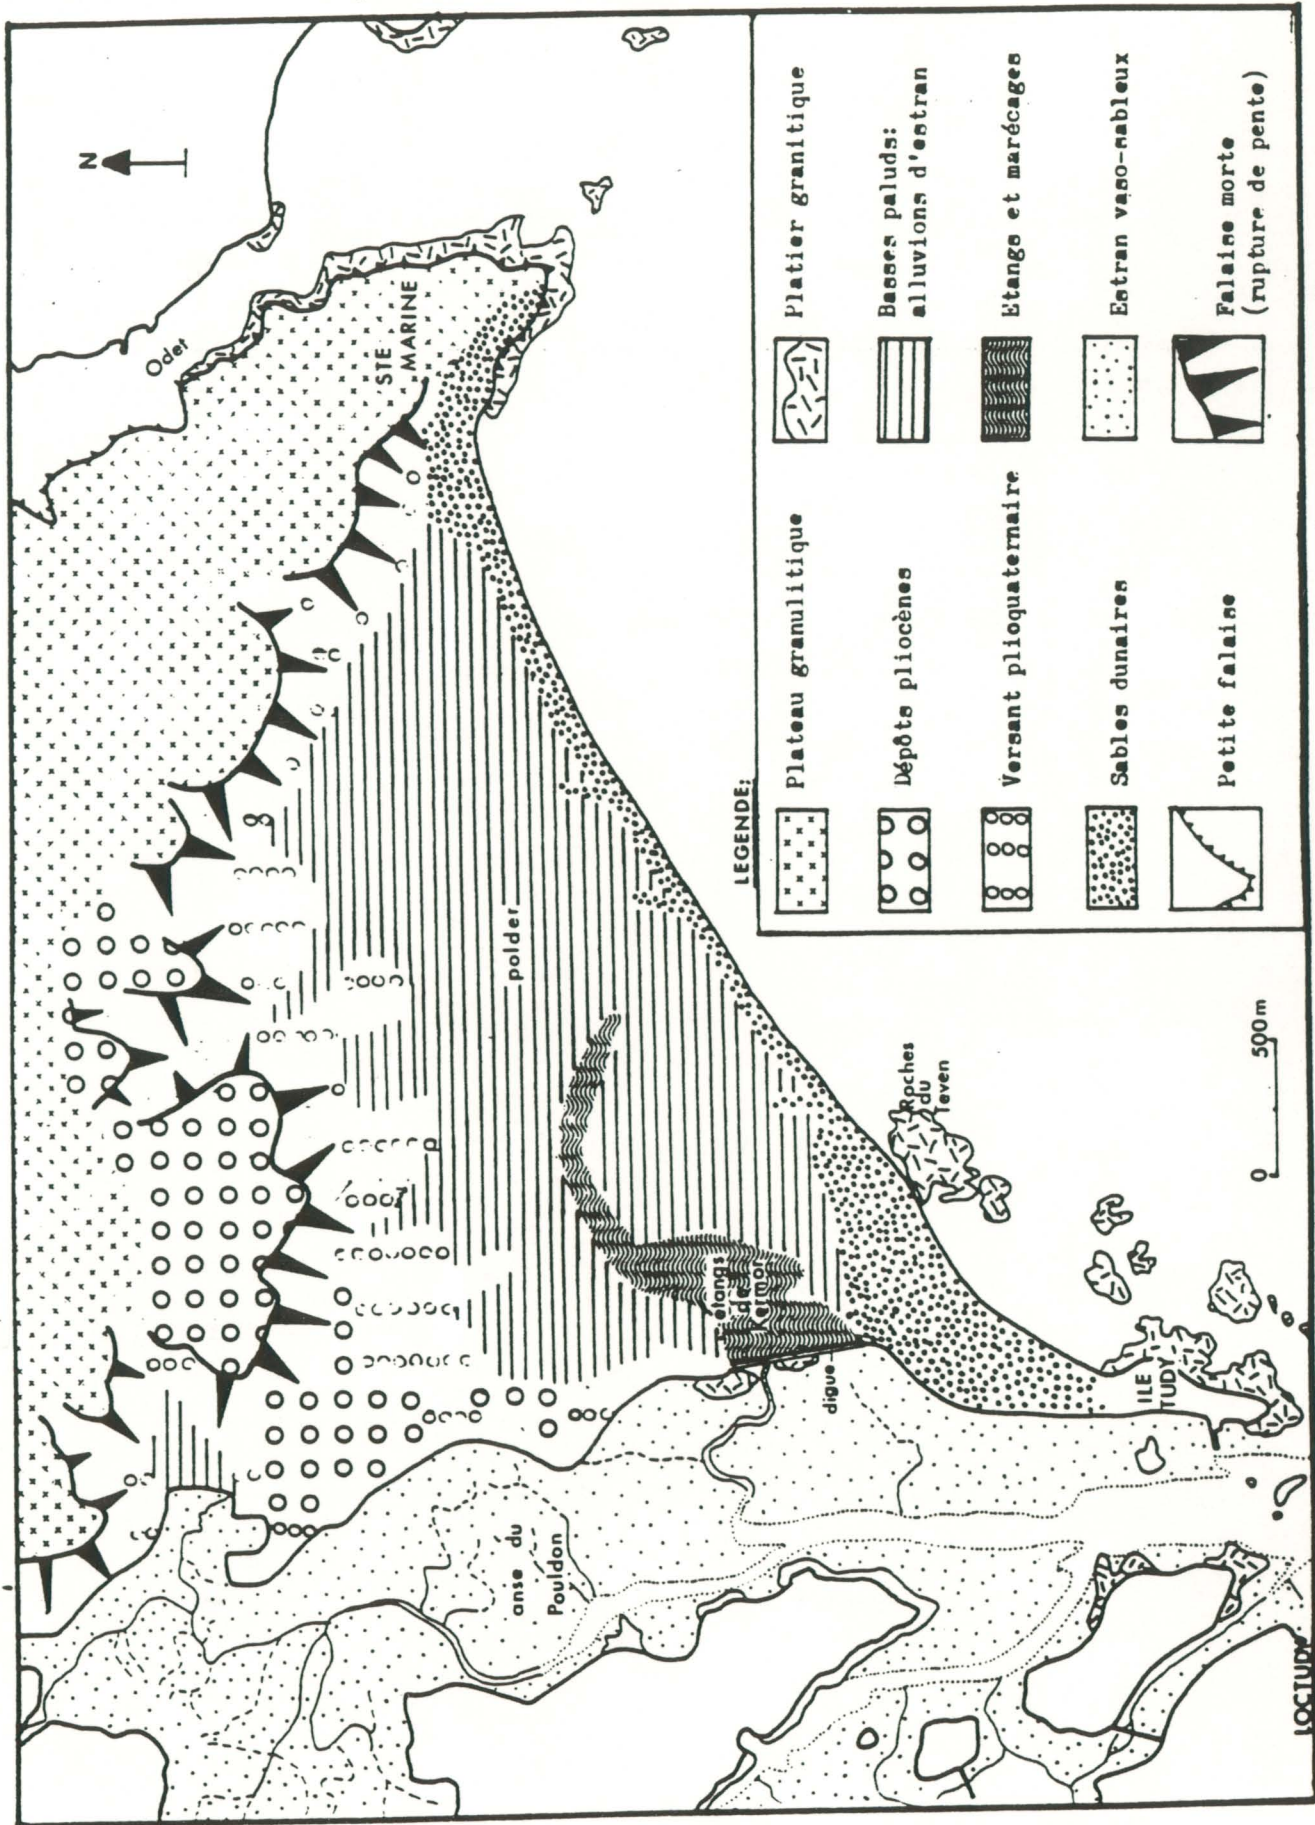 N
Odet
STE
MARINE
polder
etangs
de
Kermor
digue
anse du
Pouldon
Roches
du
Teven
ILE
TUDY
LOCTUDY
0 500m
LEGENDE:
Plateau granulitique
Platier granitique
Dépôts pliocènes
Basses paluds:
alluvions d'estran
Versant plioquaternaire
Etangs et marécages
Sables dunaires
Estran vaso-sableux
Petite falaise
Falaise morte
(rupture de pente)